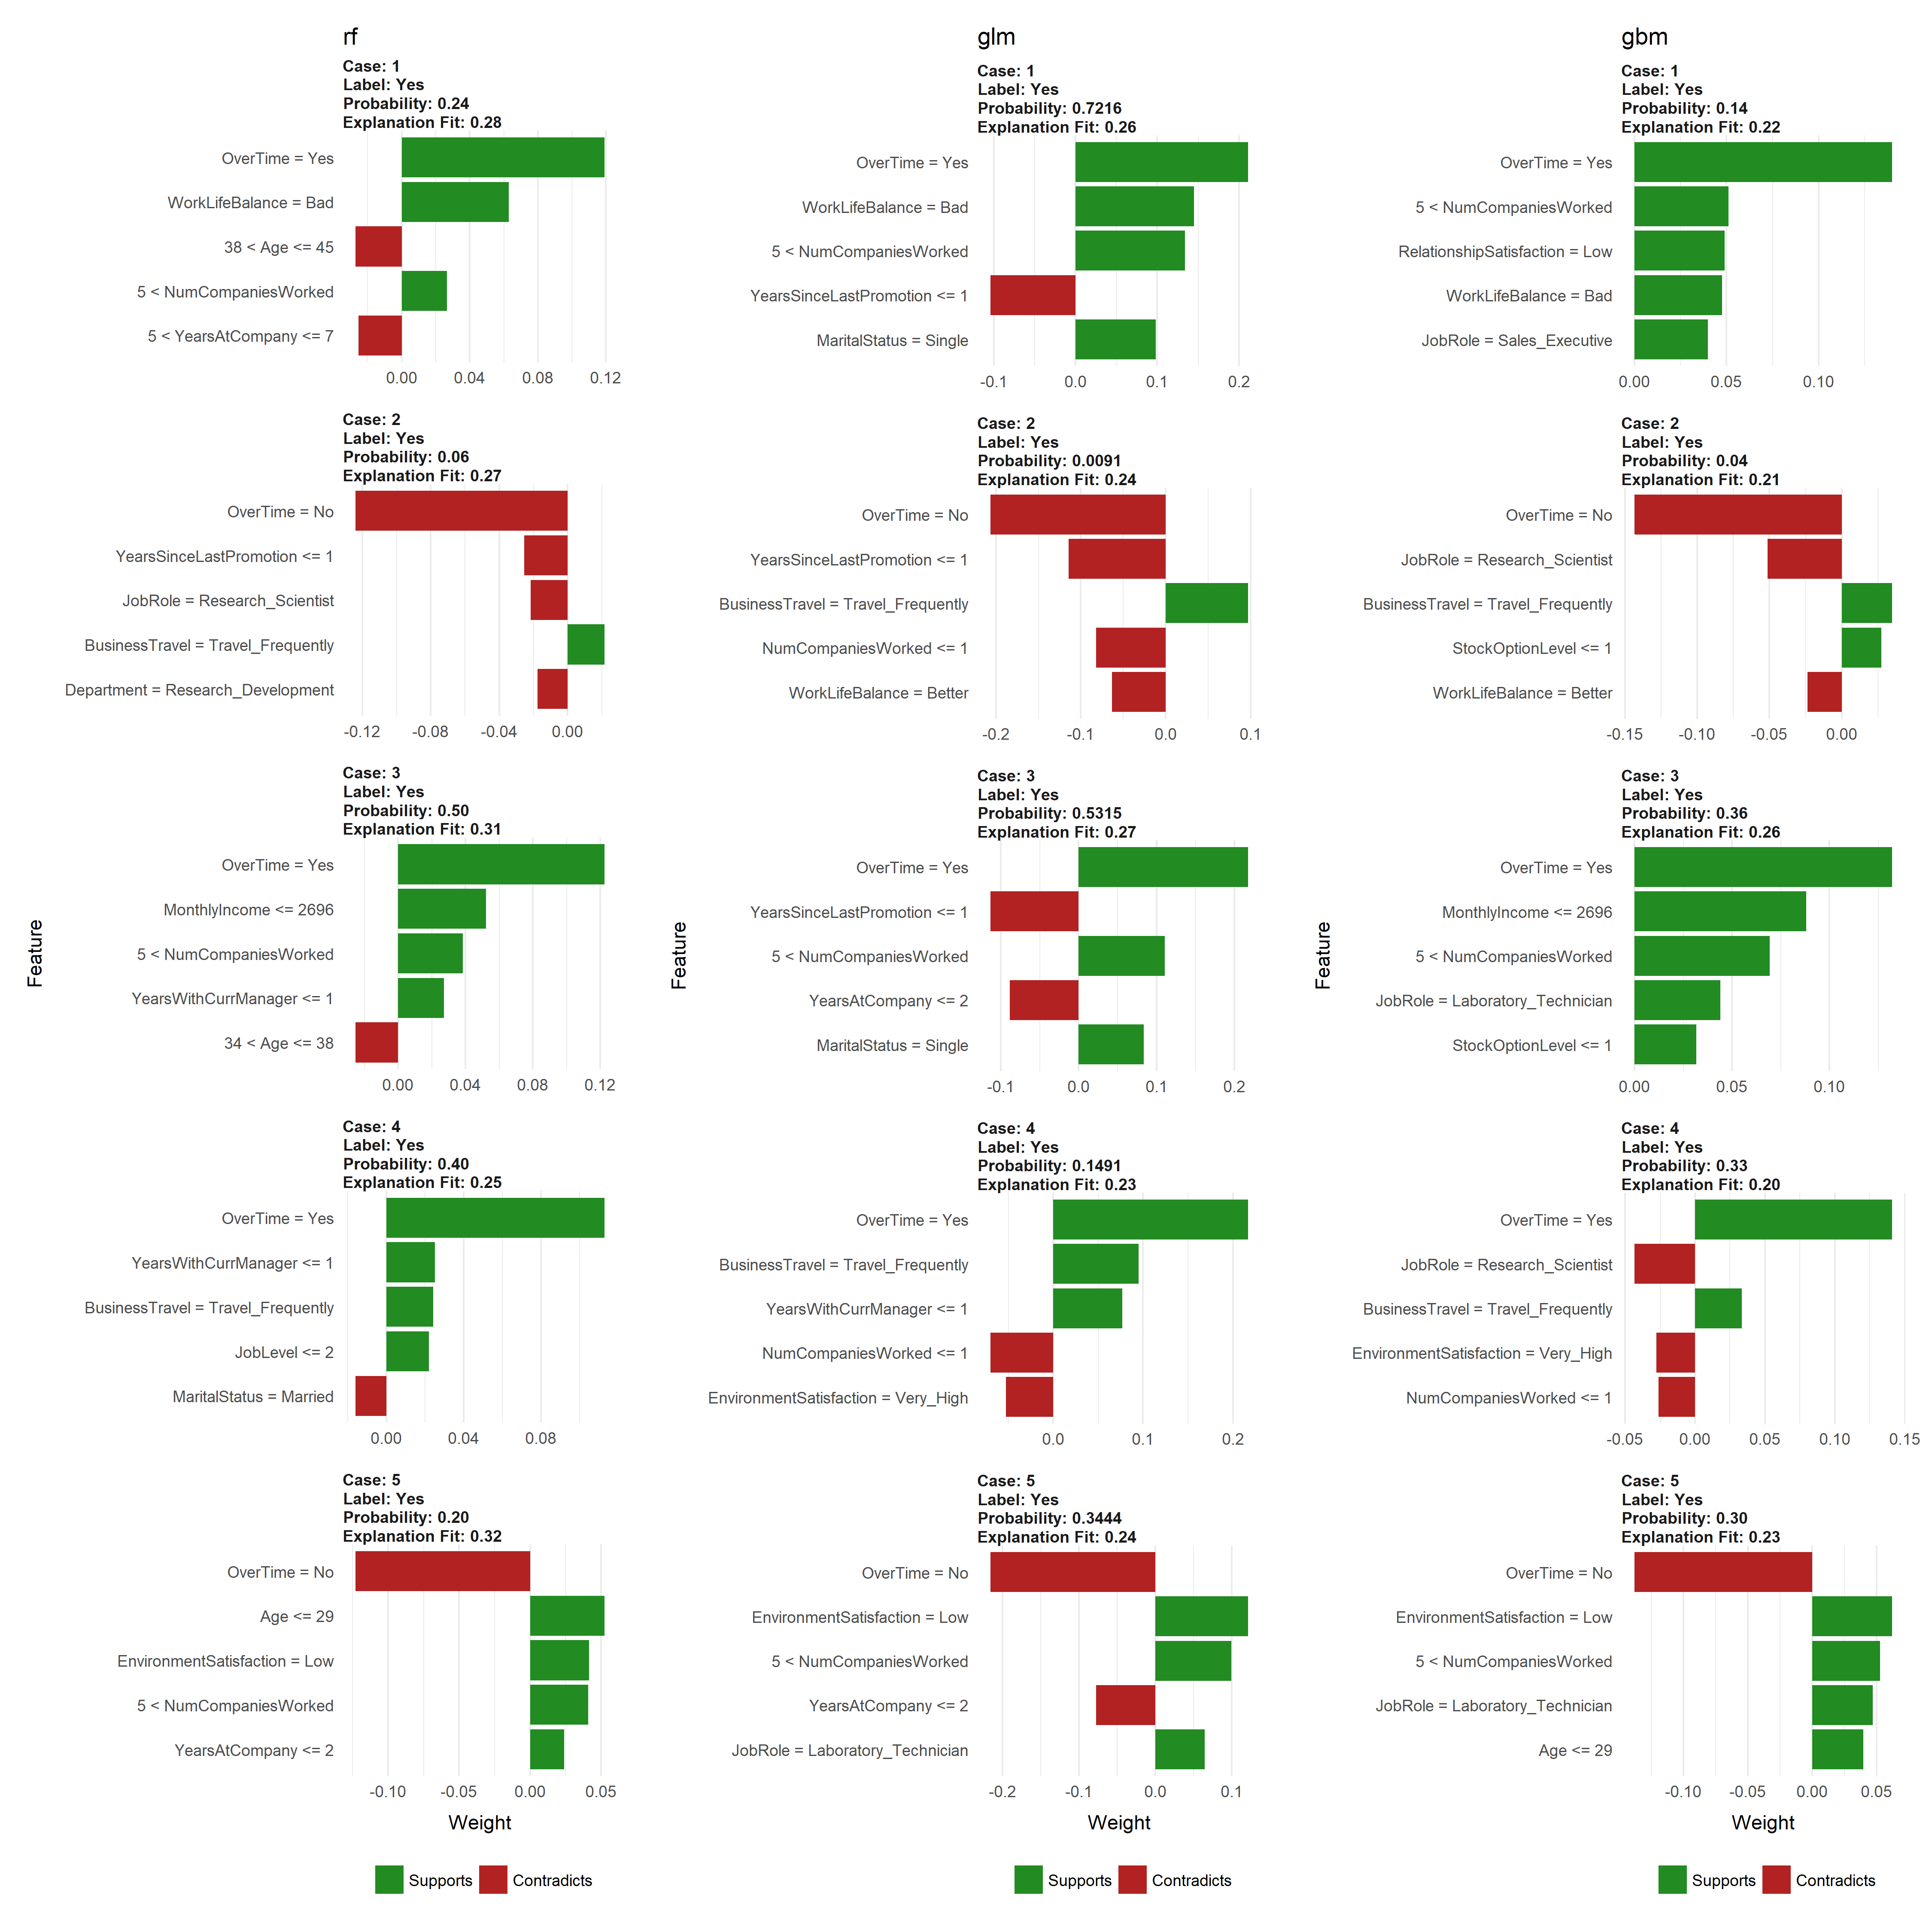 rf
Case: 1
Label: Yes
Probability: 0.24
Explanation Fit: 0.28
OverTime = Yes
WorkLifeBalance = Bad
38 < Age <= 45
5 < NumCompaniesWorked
5 < YearsAtCompany <= 7
0.00 0.04 0.08 0.12
Case: 2
Label: Yes
Probability: 0.06
Explanation Fit: 0.27
OverTime = No
YearsSinceLastPromotion <= 1
JobRole = Research_Scientist
BusinessTravel = Travel_Frequently
Department = Research_Development
-0.12 -0.08 -0.04 0.00
Case: 3
Label: Yes
Probability: 0.50
Explanation Fit: 0.31
OverTime = Yes
MonthlyIncome <= 2696
5 < NumCompaniesWorked
YearsWithCurrManager <= 1
34 < Age <= 38
0.00 0.04 0.08 0.12
Case: 4
Label: Yes
Probability: 0.40
Explanation Fit: 0.25
OverTime = Yes
YearsWithCurrManager <= 1
BusinessTravel = Travel_Frequently
JobLevel <= 2
MaritalStatus = Married
0.00 0.04 0.08
Case: 5
Label: Yes
Probability: 0.20
Explanation Fit: 0.32
OverTime = No
Age <= 29
EnvironmentSatisfaction = Low
5 < NumCompaniesWorked
YearsAtCompany <= 2
-0.10 -0.05 0.00 0.05
Feature
Weight
Supports Contradicts
glm
Case: 1
Label: Yes
Probability: 0.7216
Explanation Fit: 0.26
OverTime = Yes
WorkLifeBalance = Bad
5 < NumCompaniesWorked
YearsSinceLastPromotion <= 1
MaritalStatus = Single
-0.1 0.0 0.1 0.2
Case: 2
Label: Yes
Probability: 0.0091
Explanation Fit: 0.24
OverTime = No
YearsSinceLastPromotion <= 1
BusinessTravel = Travel_Frequently
NumCompaniesWorked <= 1
WorkLifeBalance = Better
-0.2 -0.1 0.0 0.1
Case: 3
Label: Yes
Probability: 0.5315
Explanation Fit: 0.27
OverTime = Yes
YearsSinceLastPromotion <= 1
5 < NumCompaniesWorked
YearsAtCompany <= 2
MaritalStatus = Single
-0.1 0.0 0.1 0.2
Case: 4
Label: Yes
Probability: 0.1491
Explanation Fit: 0.23
OverTime = Yes
BusinessTravel = Travel_Frequently
YearsWithCurrManager <= 1
NumCompaniesWorked <= 1
EnvironmentSatisfaction = Very_High
0.0 0.1 0.2
Case: 5
Label: Yes
Probability: 0.3444
Explanation Fit: 0.24
OverTime = No
EnvironmentSatisfaction = Low
5 < NumCompaniesWorked
YearsAtCompany <= 2
JobRole = Laboratory_Technician
-0.2 -0.1 0.0 0.1
Feature
Weight
Supports Contradicts
gbm
Case: 1
Label: Yes
Probability: 0.14
Explanation Fit: 0.22
OverTime = Yes
5 < NumCompaniesWorked
RelationshipSatisfaction = Low
WorkLifeBalance = Bad
JobRole = Sales_Executive
0.00 0.05 0.10
Case: 2
Label: Yes
Probability: 0.04
Explanation Fit: 0.21
OverTime = No
JobRole = Research_Scientist
BusinessTravel = Travel_Frequently
StockOptionLevel <= 1
WorkLifeBalance = Better
-0.15 -0.10 -0.05 0.00
Case: 3
Label: Yes
Probability: 0.36
Explanation Fit: 0.26
OverTime = Yes
MonthlyIncome <= 2696
5 < NumCompaniesWorked
JobRole = Laboratory_Technician
StockOptionLevel <= 1
0.00 0.05 0.10
Case: 4
Label: Yes
Probability: 0.33
Explanation Fit: 0.20
OverTime = Yes
JobRole = Research_Scientist
BusinessTravel = Travel_Frequently
EnvironmentSatisfaction = Very_High
NumCompaniesWorked <= 1
-0.05 0.00 0.05 0.10 0.15
Case: 5
Label: Yes
Probability: 0.30
Explanation Fit: 0.23
OverTime = No
EnvironmentSatisfaction = Low
5 < NumCompaniesWorked
JobRole = Laboratory_Technician
Age <= 29
-0.10 -0.05 0.00 0.05
Feature
Weight
Supports Contradicts